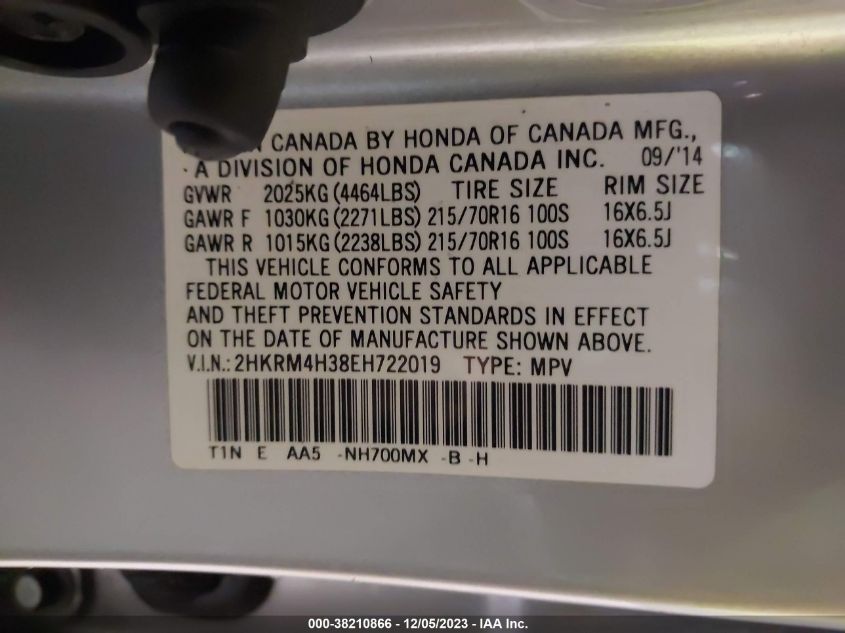 CANADA BY HONDA OF CANADA MFG.,
A DIVISION OF HONDA CANADA INC. 09/'14
GVWR 2025KG (4464LBS) TIRE SIZE RIM SIZE
GAWR F 1030KG (2271LBS) 215/70R16 100S 16X6.5J
GAWR R 1015KG (2238LBS) 215/70R16 100S 16X6.5J
THIS VEHICLE CONFORMS TO ALL APPLICABLE
FEDERAL MOTOR VEHICLE SAFETY
AND THEFT PREVENTION STANDARDS IN EFFECT
ON THE DATE OF MANUFACTURE SHOWN ABOVE.
V.I.N.: 2HKRM4H38EH722019 TYPE: MPV
T1N E AA5 -NH700MX -B -H
000-38210866 - 12/05/2023 - IAA Inc.